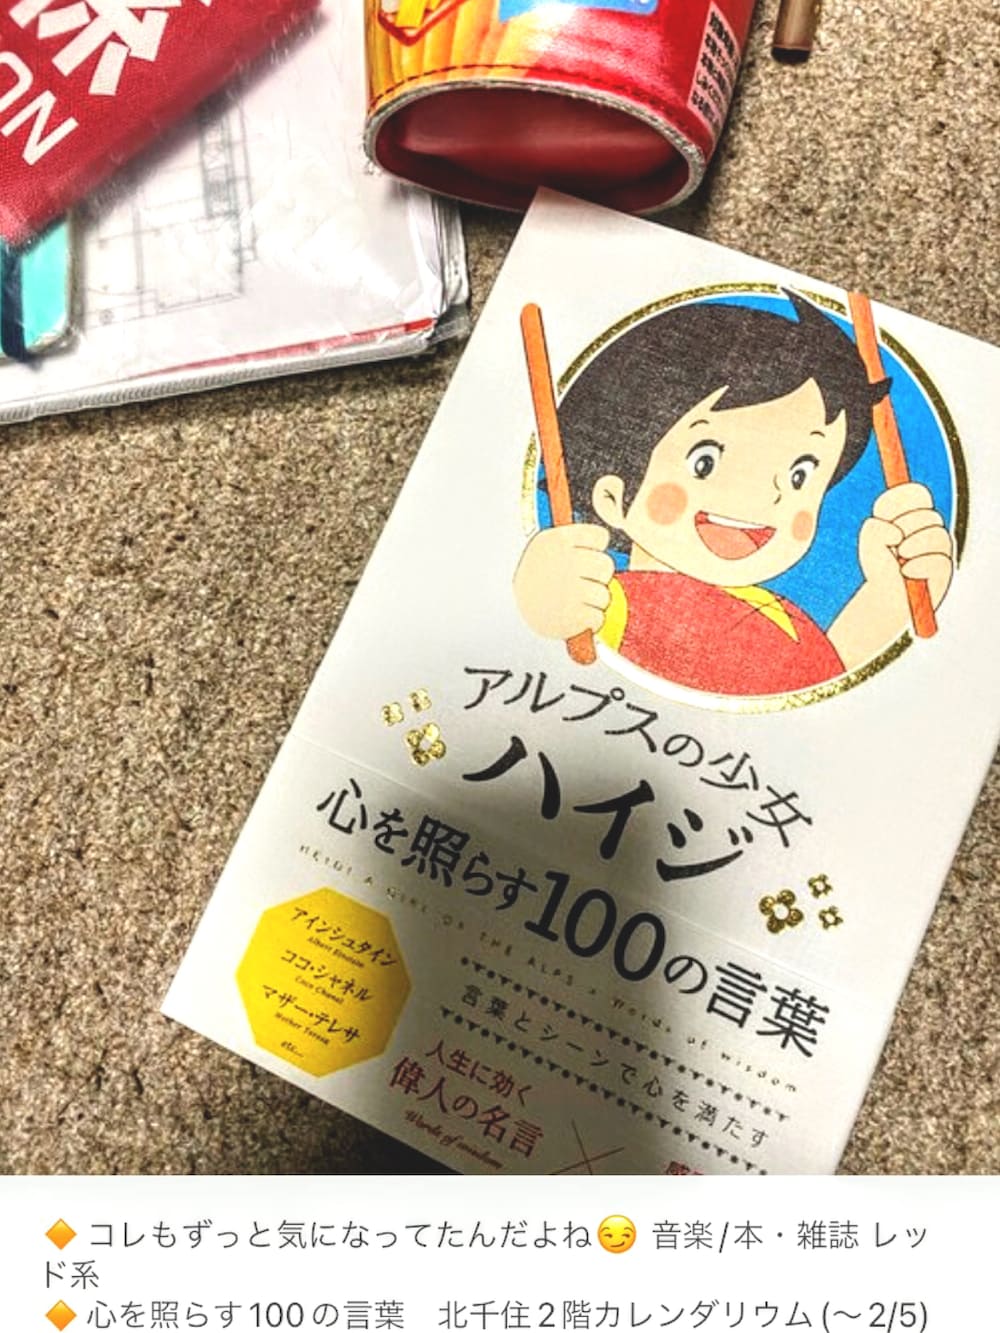 アルプスの少女
ハイジ
心を照らす100の言葉
HEIDI A GIRL OF THE ALPS × Words of wisdom
アインシュタイン
Albert Einstein
ココ・シャネル
Coco Chanel
マザー・テレサ
Mother Teresa
etc...
言葉とシーンで心を満たす
人生に効く
偉人の名言
Words of wisdom
×
🔶 コレもずっと気になってたんだよね😏 音楽/本・雑誌 レッ
ド系
🔶 心を照らす100の言葉　北千住2階カレンダリウム(〜2/5)